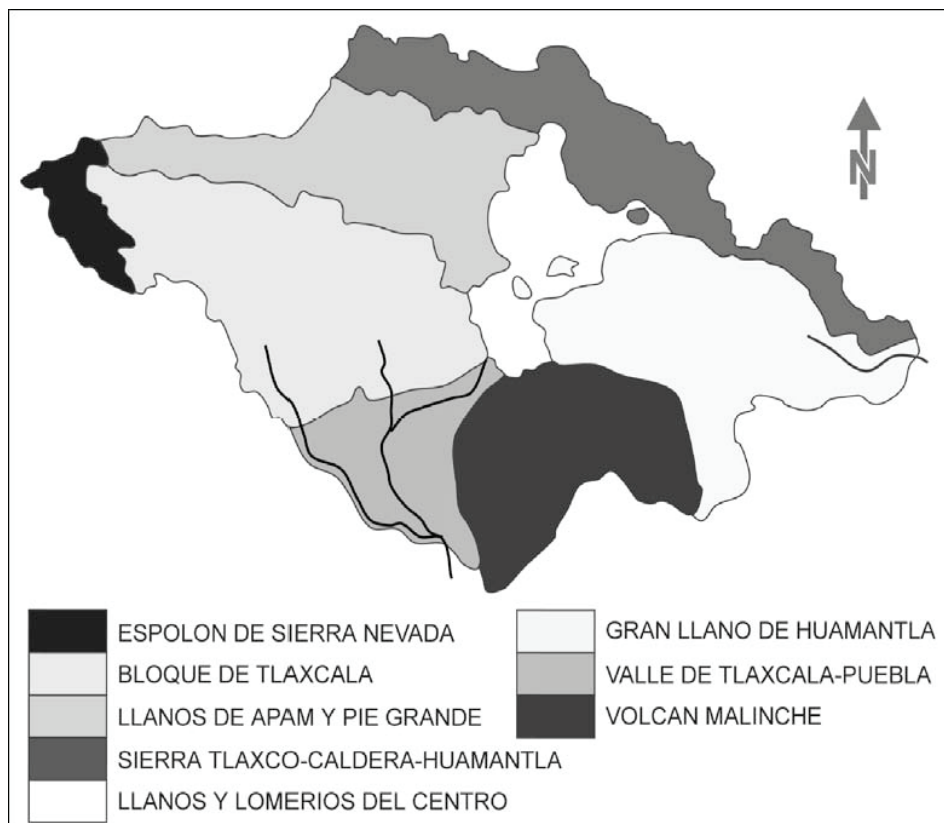 N
ESPOLON DE SIERRA NEVADA
BLOQUE DE TLAXCALA
LLANOS DE APAM Y PIE GRANDE
SIERRA TLAXCO-CALDERA-HUAMANTLA
LLANOS Y LOMERIOS DEL CENTRO
GRAN LLANO DE HUAMANTLA
VALLE DE TLAXCALA-PUEBLA
VOLCAN MALINCHE